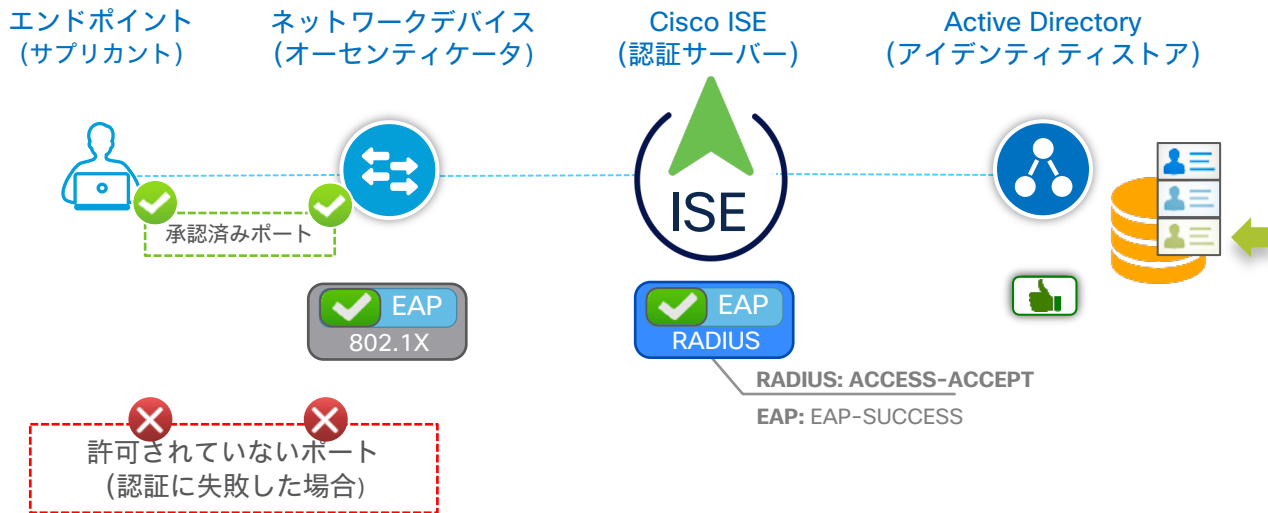 エンドポイント
(サプリカント)
ネットワークデバイス
(オーセンティケータ)
Cisco ISE
(認証サーバー)
Active Directory
(アイデンティティストア)
承認済みポート
ISE
EAP
802.1X
EAP
RADIUS
RADIUS: ACCESS-ACCEPT
EAP: EAP-SUCCESS
許可されていないポート
(認証に失敗した場合)